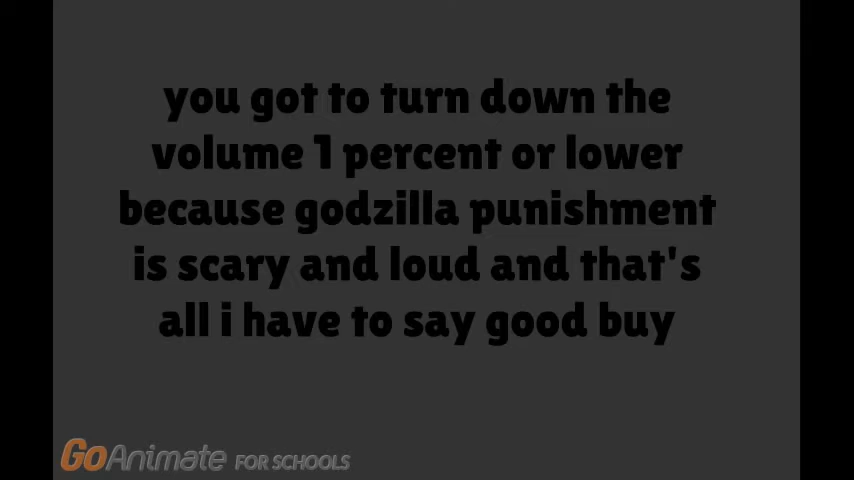 you got to turn down the
volume 1 percent or lower
because godzilla punishment
is scary and loud and that's
all i have to say good buy
GoAnimate FOR SCHOOLS